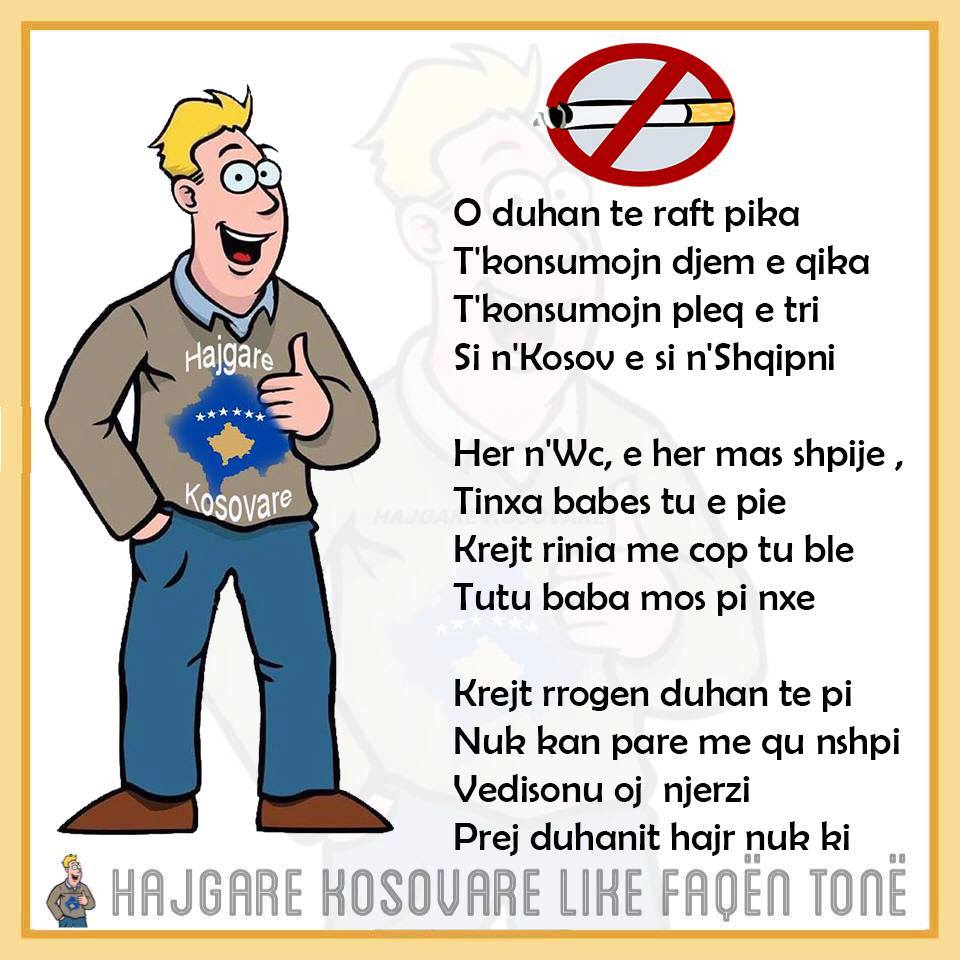 O duhan te raft pika
T'konsumojn djem e qika
T'konsumojn pleq e tri
Si n'Kosov e si n'Shqipni
Her n'Wc, e her mas shpije ,
Tinxa babes tu e pie
Krejt rinia me cop tu ble
Tutu baba mos pi nxe
Krejt rrogen duhan te pi
Nuk kan pare me qu nshpi
Vedisonu oj njerzi
Prej duhanit hajr nuk ki
Hajgare
Kosovare
HAJGARE KOSOVARE
HAJGARE KOSOVARE LIKE FAQËN TONË